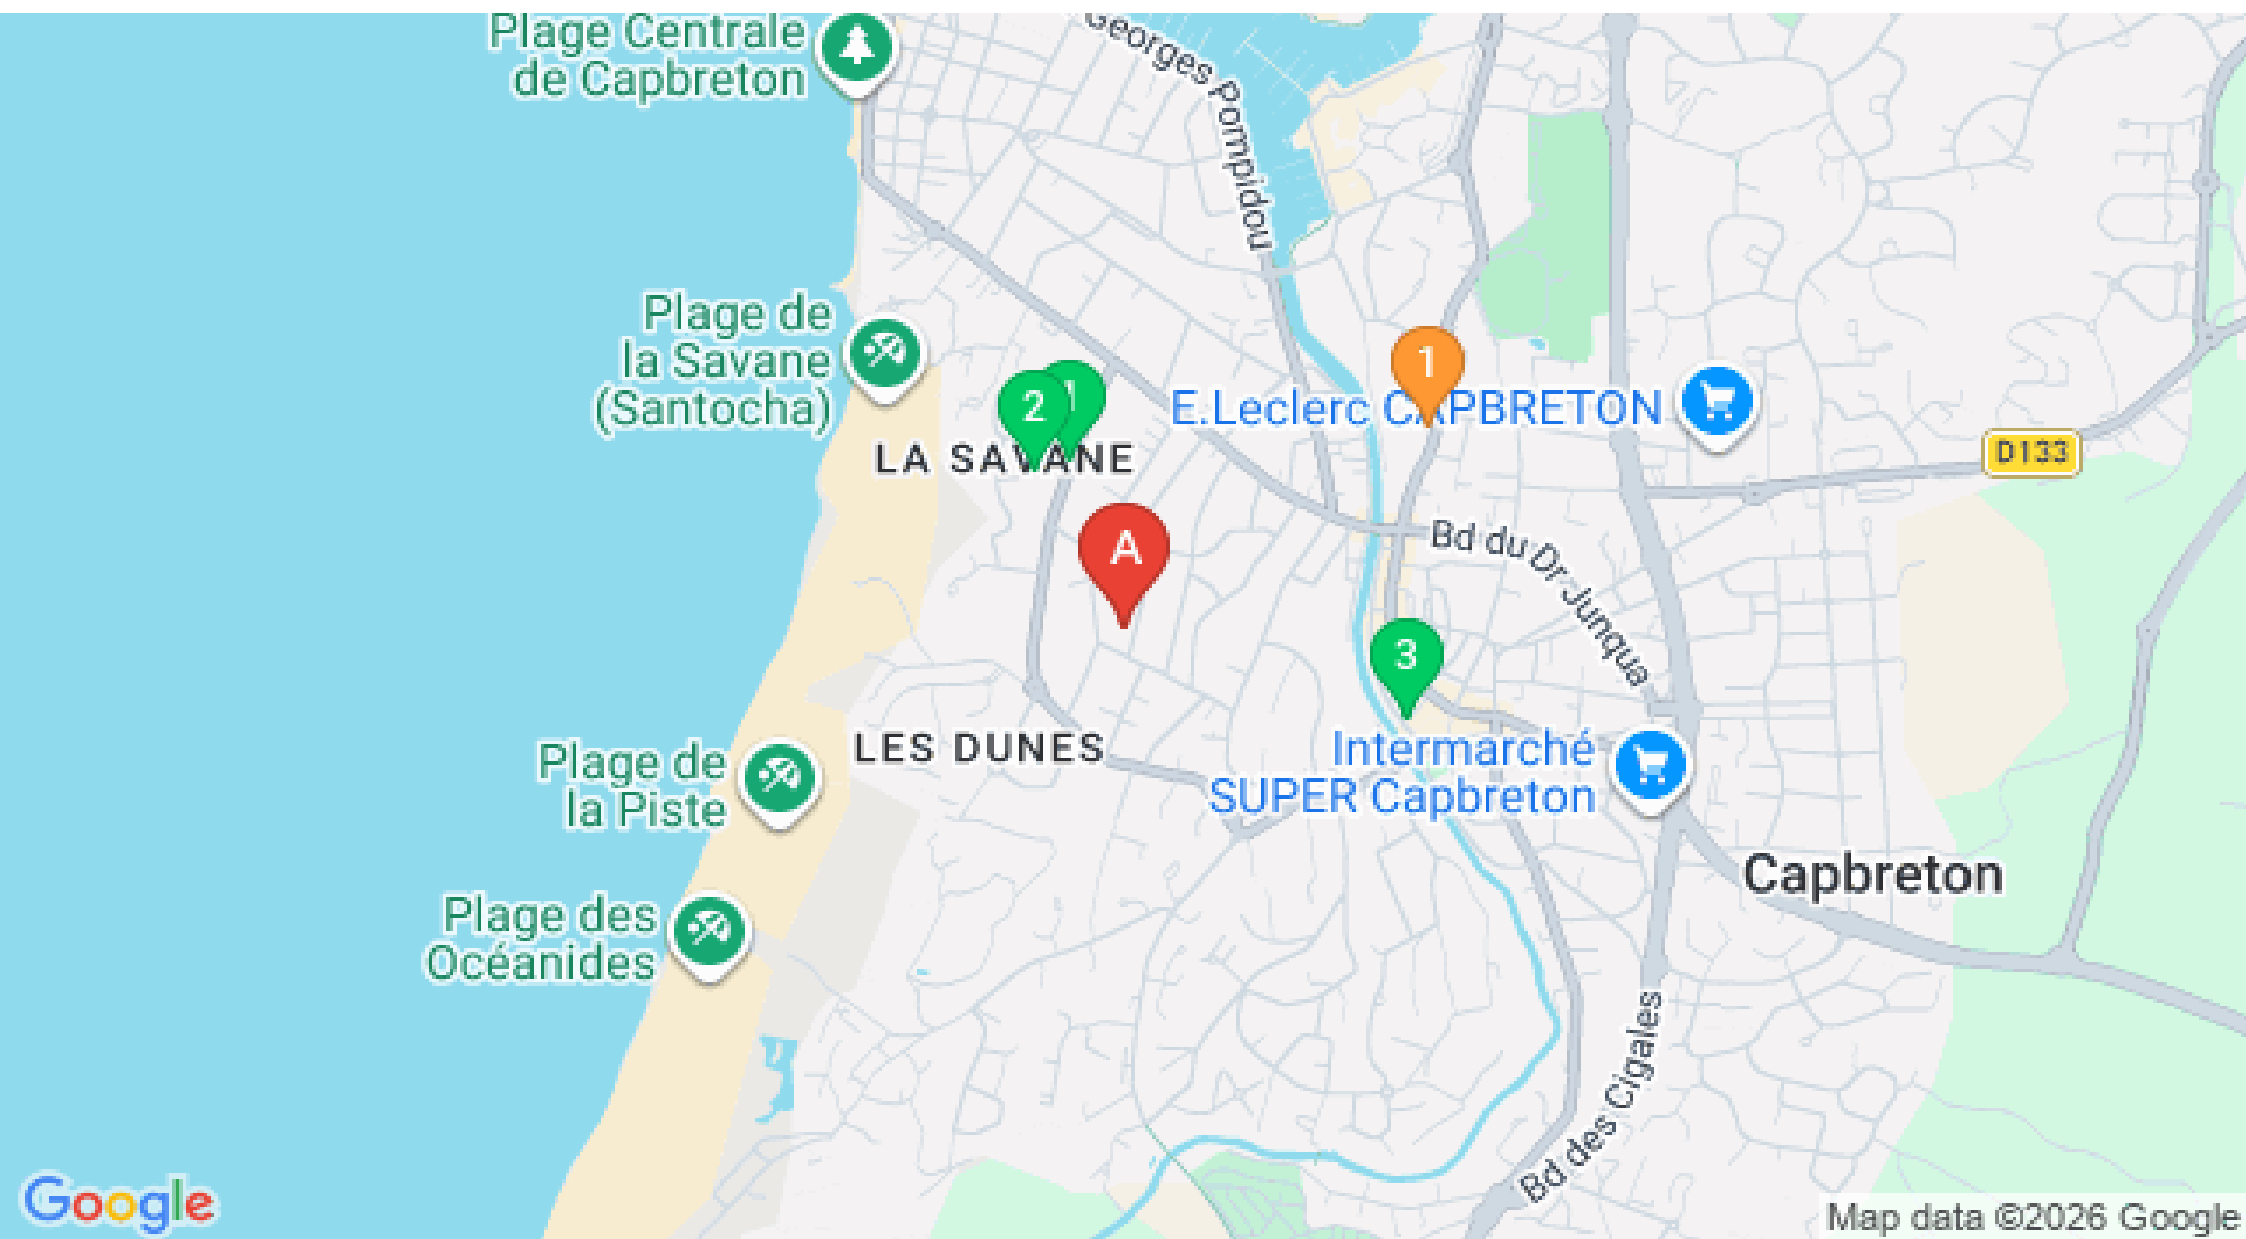 Plage Centrale
de Capbreton
Georges Pompidou
Plage de
la Savane
(Santocha)
2
1
1
E.Leclerc CAPBRETON
LA SAVANE
D133
A
Bd du Dr Junqua
3
Plage de
la Piste
LES DUNES
Intermarché
SUPER Capbreton
Capbreton
Plage des
Océanides
Bd des Cigales
Google
Map data ©2026 Google